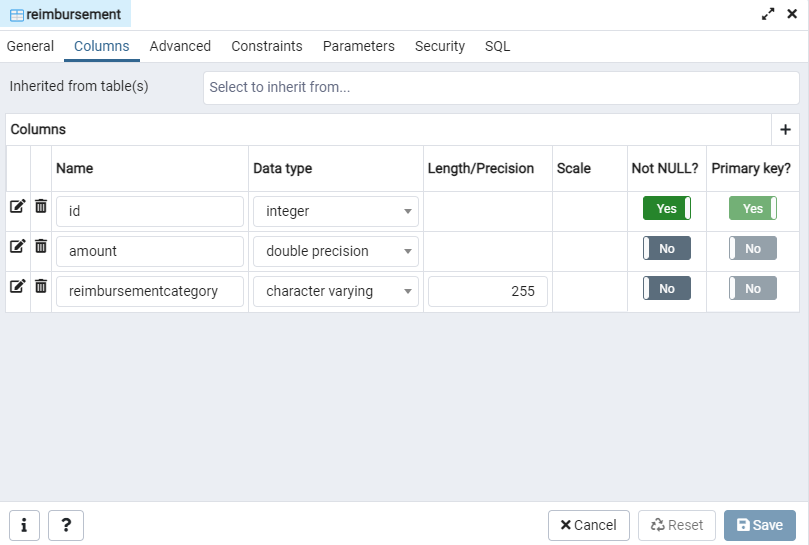 reimbursement
General Columns Advanced Constraints Parameters Security SQL
Inherited from table(s) Select to inherit from...
Columns
Name Data type Length/Precision Scale Not NULL? Primary key?
id integer Yes Yes
amount double precision No No
reimbursementcategory character varying 255 No No
i ? Cancel Reset Save